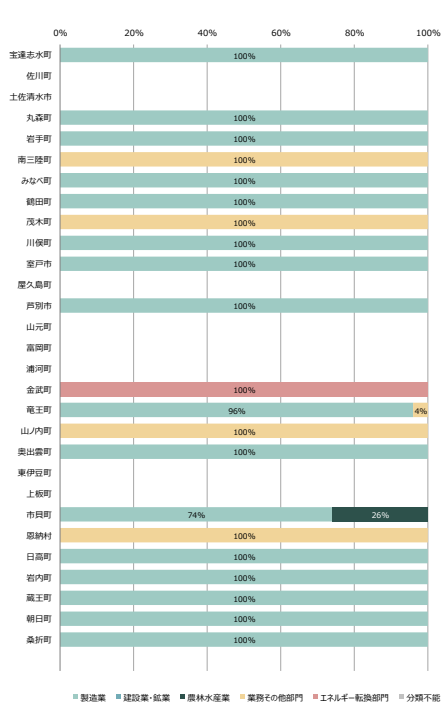 0% 20% 40% 60% 80% 100%
宝達志水町 100%
佐川町
土佐清水市
丸森町 100%
岩手町 100%
南三陸町 100%
みなべ町 100%
鶴田町 100%
茂木町 100%
川俣町 100%
室戸市 100%
屋久島町
芦別市 100%
山元町
富岡町
浦河町
金武町 100%
竜王町 96% 4%
山ノ内町 100%
奥出雲町 100%
東伊豆町
上板町
市貝町 74% 26%
恩納村 100%
日高町 100%
岩内町 100%
蔵王町 100%
朝日町 100%
桑折町 100%
製造業 建設業・鉱業 農林水産業 業務その他部門 エネルギー転換部門 分類不能